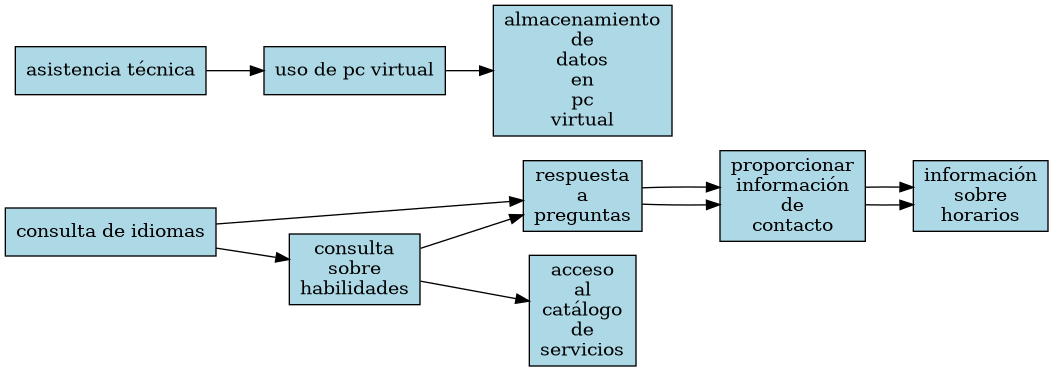 asistencia técnica
uso de pc virtual
almacenamiento
de
datos
en
pc
virtual
consulta de idiomas
consulta
sobre
habilidades
respuesta
a
preguntas
acceso
al
catálogo
de
servicios
proporcionar
información
de
contacto
información
sobre
horarios